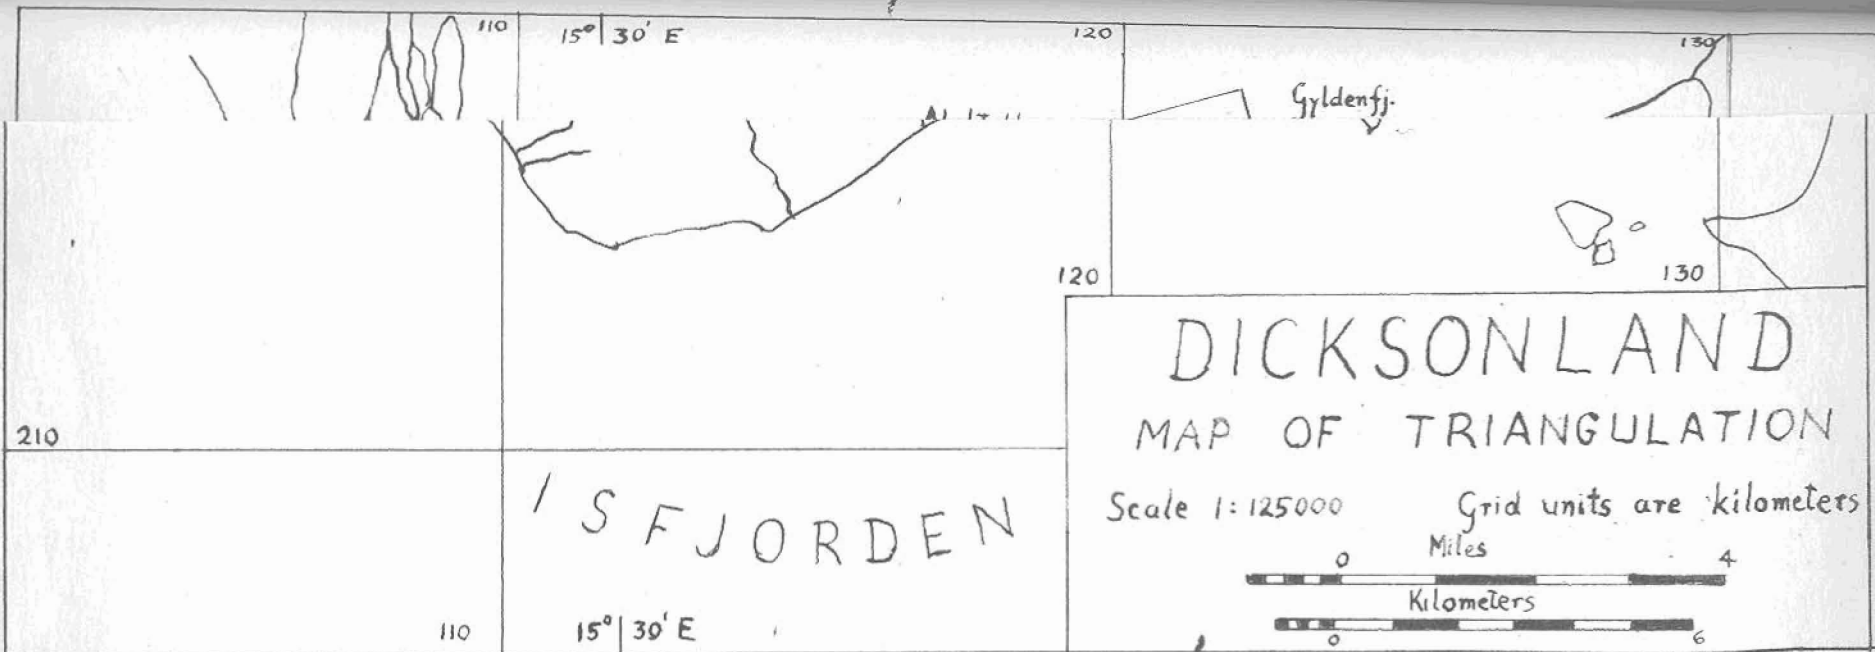 110 15° 30' E 120 130
Gyldenfj.
120 130
DICKSONLAND
210
MAP OF TRIANGULATION
Scale 1:125000 Grid units are kilometers
ISFJORDEN
Miles
0 4
Kilometers
110 15° 30' E
0 6